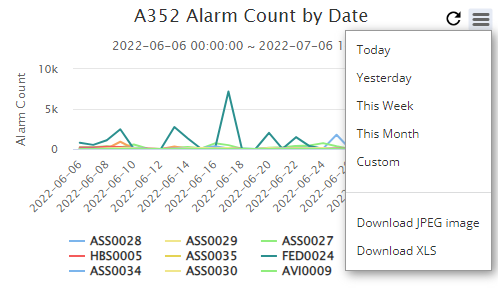 A352 Alarm Count by Date
2022-06-06 00:00:00 ~ 2022-07-06 1
Today
Yesterday
This Week
This Month
Custom
Download JPEG image
Download XLS
Alarm Count
10k
5k
0
2022-06-06
2022-06-08
2022-06-10
2022-06-12
2022-06-14
2022-06-16
2022-06-18
2022-06-20
2022-06-22
2022-06-24
ASS0028 ASS0029 ASS0027
HBS0005 ASS0035 FED0024
ASS0034 ASS0030 AVI0009